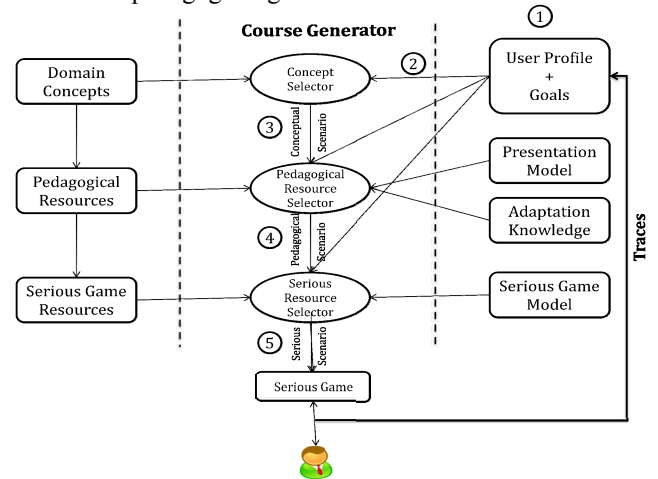 Course Generator
1
User Profile
+
Goals
2
Domain
Concepts
Concept
Selector
3
Conceptual
Scenario
Presentation
Model
Pedagogical
Resources
Pedagogical
Resource
Selector
Adaptation
Knowledge
4
Pedagogical
Scenario
Traces
Serious Game
Resources
Serious
Resource
Selector
Serious Game
Model
5
Serious
Scenario
Serious Game